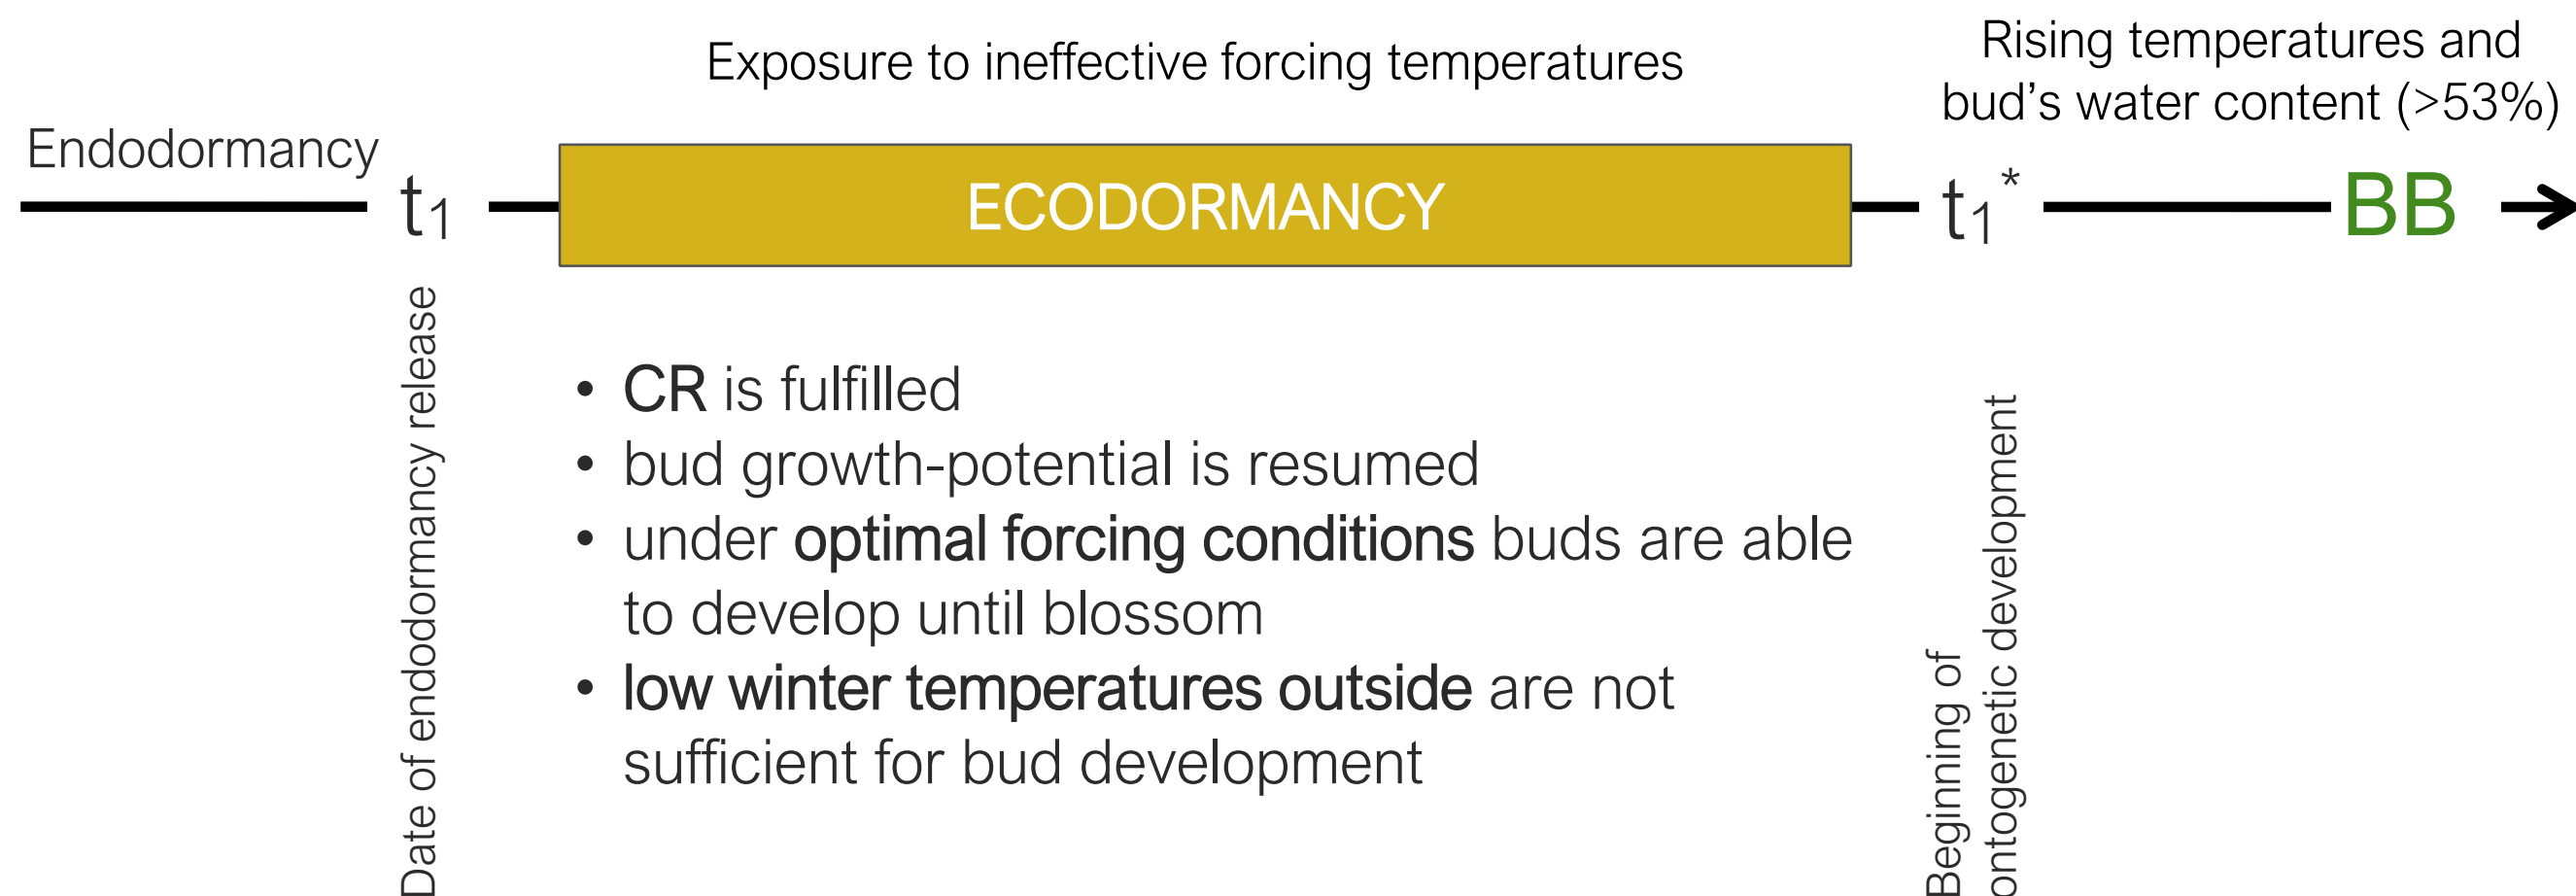 Exposure to ineffective forcing temperatures
Rising temperatures and
bud's water content (>53%)
Endodormancy
t₁
ECODORMANCY
t₁*
BB
Date of endodormancy release
• CR is fulfilled
• bud growth-potential is resumed
• under optimal forcing conditions buds are able
to develop until blossom
• low winter temperatures outside are not
sufficient for bud development
Beginning of
ontogenetic development